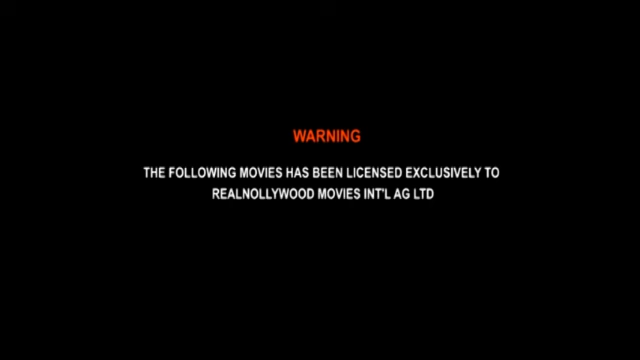 WARNING
THE FOLLOWING MOVIES HAS BEEN LICENSED EXCLUSIVELY TO
REALNOLLYWOOD MOVIES INT'L AG LTD